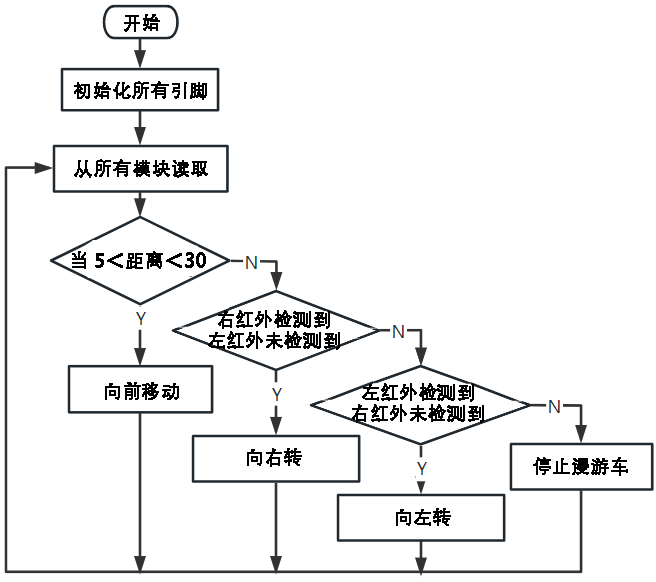 开始
初始化所有引脚
从所有模块读取
当 5<距离<30
N
Y
右红外检测到
左红外未检测到
N
向前移动
Y
左红外检测到
右红外未检测到
N
向右转
停止漫游车
Y
向左转